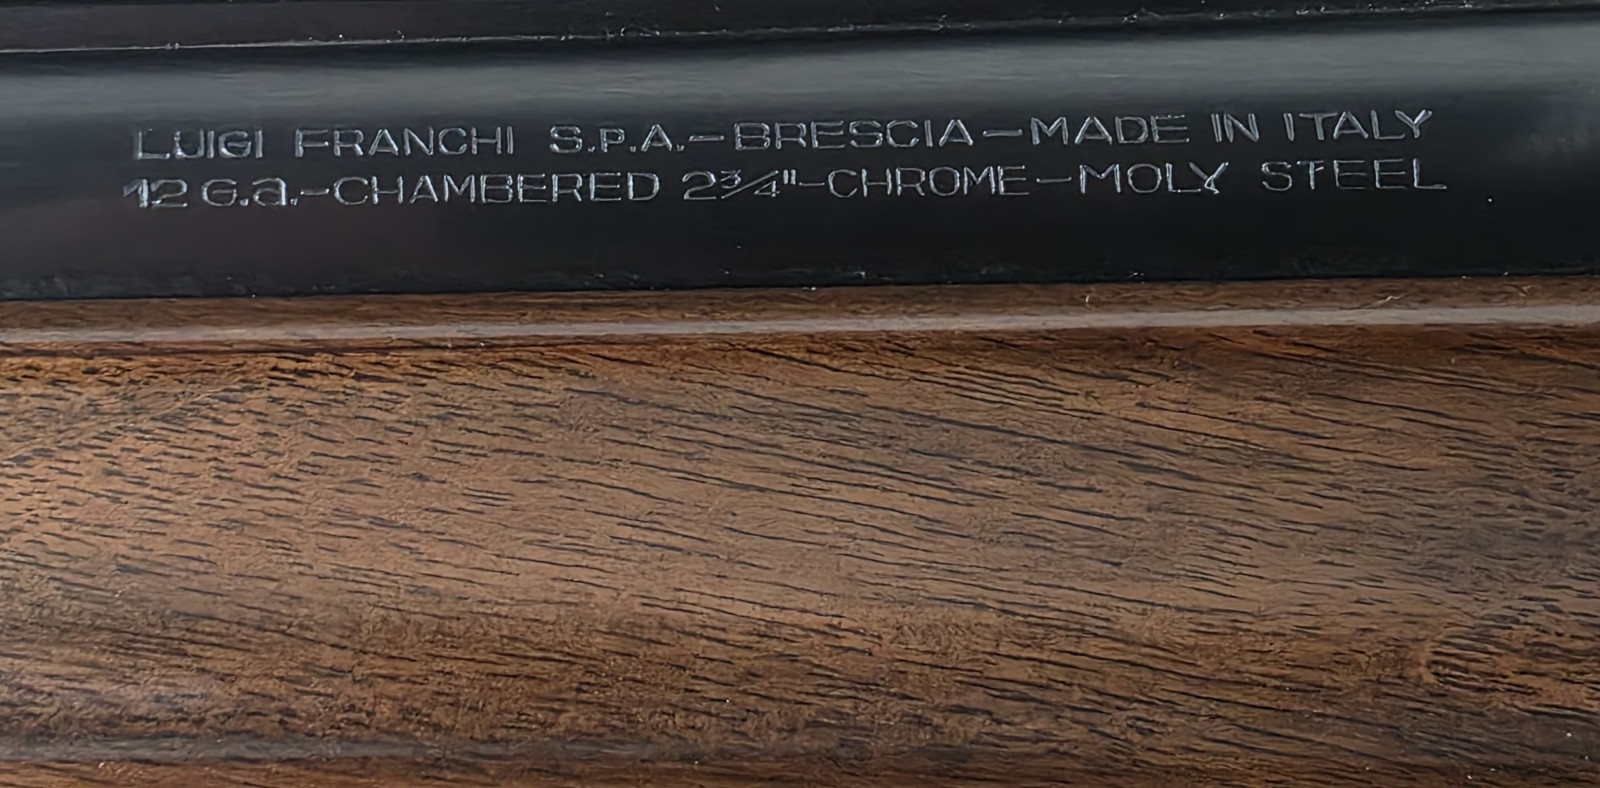 LUIGI FRANCHI S.P.A.-BRESCIA-MADE IN ITALY
12 G.a.-CHAMBERED 2¾"-CHROME-MOLY STEEL